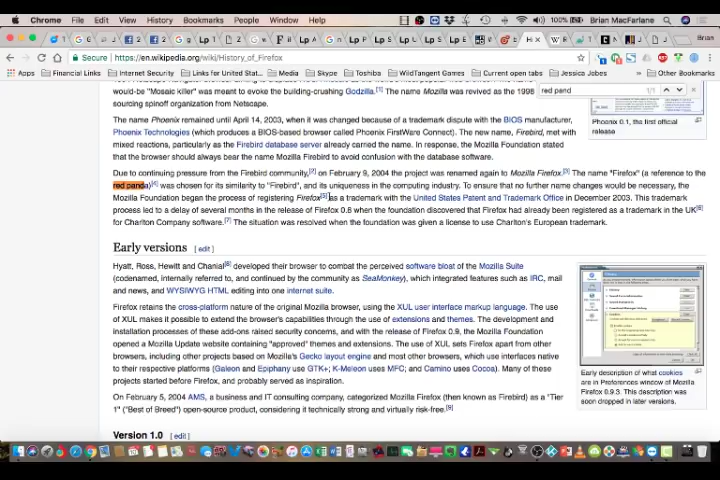 Chrome File Edit View History Bookmarks People Window Help 100% Brian MacFarlane
Brian
Secure https://en.wikipedia.org/wiki/History_of_Firefox
Apps Financial Links Internet Security Links for United Stat... Media Skype Toshiba WildTangent Games Current open tabs Jessica Jobes » Other Bookmarks
red pand 1/1
would-be "Mosaic killer" was meant to evoke the building-crushing Godzilla.[1] The name Mozilla was revived as the 1998
sourcing spinoff organization from Netscape.
The name Phoenix remained until April 14, 2003, when it was changed because of a trademark dispute with the BIOS manufacturer,
Phoenix Technologies (which produces a BIOS-based browser called Phoenix FirstWare Connect). The new name, Firebird, met with
mixed reactions, particularly as the Firebird database server already carried the name. In response, the Mozilla Foundation stated
that the browser should always bear the name Mozilla Firebird to avoid confusion with the database software.
Due to continuing pressure from the Firebird community,[2] on February 9, 2004 the project was renamed again to Mozilla Firefox.[3] The name "Firefox" (a reference to the
red panda)[4] was chosen for its similarity to "Firebird", and its uniqueness in the computing industry. To ensure that no further name changes would be necessary, the
Mozilla Foundation began the process of registering Firefox[5] as a trademark with the United States Patent and Trademark Office in December 2003. This trademark
process led to a delay of several months in the release of Firefox 0.8 when the foundation discovered that Firefox had already been registered as a trademark in the UK[6]
for Charlton Company software.[7] The situation was resolved when the foundation was given a license to use Charlton's European trademark.
Phoenix 0.1, the first official
release
Early versions [ edit ]
Hyatt, Ross, Hewitt and Chanial[8] developed their browser to combat the perceived software bloat of the Mozilla Suite
(codenamed, internally referred to, and continued by the community as SeaMonkey), which integrated features such as IRC, mail
and news, and WYSIWYG HTML editing into one internet suite.
Firefox retains the cross-platform nature of the original Mozilla browser, using the XUL user interface markup language. The use
of XUL makes it possible to extend the browser's capabilities through the use of extensions and themes. The development and
installation processes of these add-ons raised security concerns, and with the release of Firefox 0.9, the Mozilla Foundation
opened a Mozilla Update website containing "approved" themes and extensions. The use of XUL sets Firefox apart from other
browsers, including other projects based on Mozilla's Gecko layout engine and most other browsers, which use interfaces native
to their respective platforms (Galeon and Epiphany use GTK+; K-Meleon uses MFC; and Camino uses Cocoa). Many of these
projects started before Firefox, and probably served as inspiration.
On February 5, 2004 AMS, a business and IT consulting company, categorized Mozilla Firefox (then known as Firebird) as a "Tier
1" ("Best of Breed") open-source product, considering it technically strong and virtually risk-free.[9]
Early description of what cookies
are in Preferences window of Mozilla
Firefox 0.9.3. This description was
soon dropped in later versions.
Version 1.0 [ edit ]